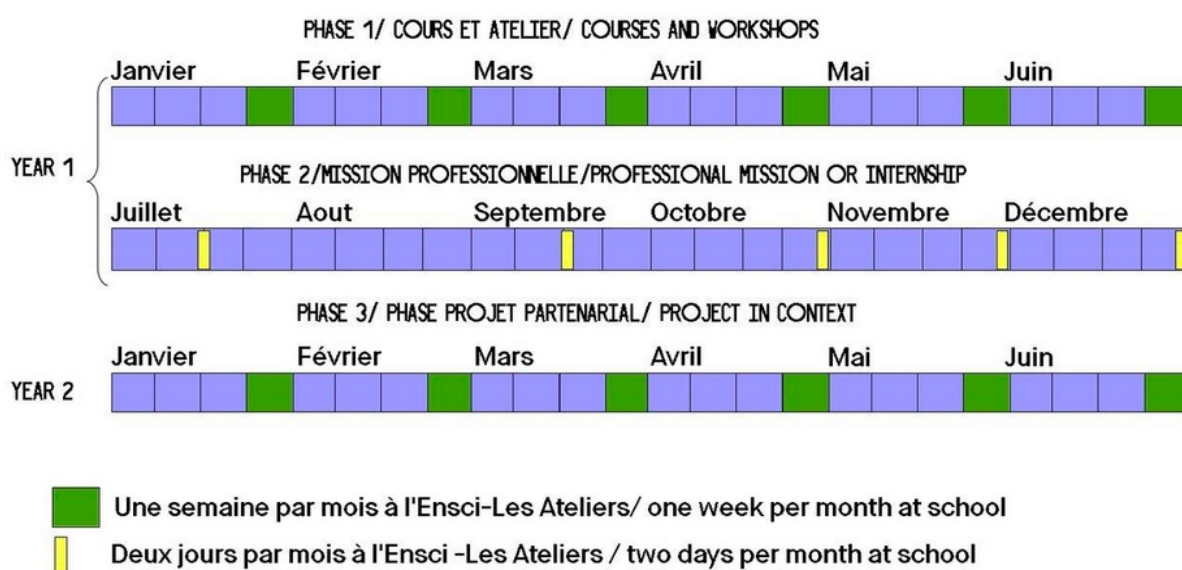 PHASE 1/ COURS ET ATELIER/ COURSES AND WORKSHOPS
Janvier Février Mars Avril Mai Juin
YEAR 1
PHASE 2/MISSION PROFESSIONNELLE/PROFESSIONAL MISSION OR INTERNSHIP
Juillet Aout Septembre Octobre Novembre Décembre
PHASE 3/ PHASE PROJET PARTENARIAL/ PROJECT IN CONTEXT
Janvier Février Mars Avril Mai Juin
YEAR 2
Une semaine par mois à l'Ensci-Les Ateliers/ one week per month at school
Deux jours par mois à l'Ensci -Les Ateliers / two days per month at school